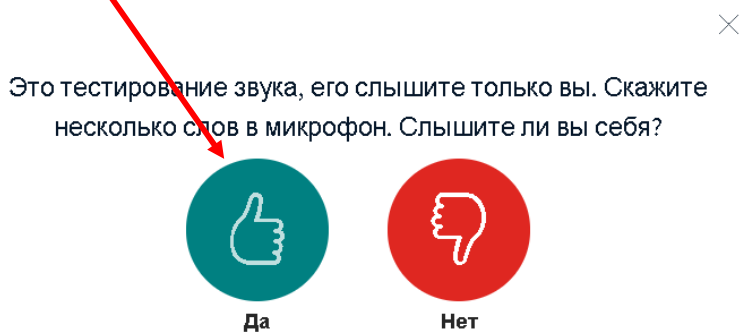 Это тестирование звука, его слышите только вы. Скажите
несколько слов в микрофон. Слышите ли вы себя?
Да
Нет